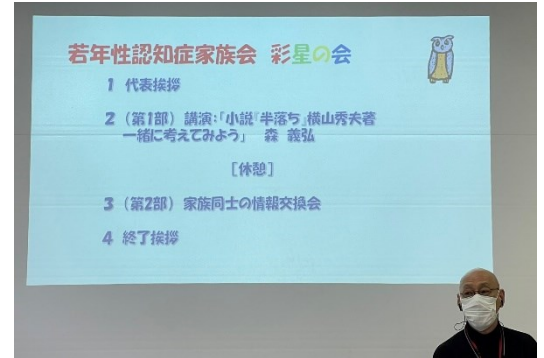 若年性認知症家族会 彩星の会
1 代表挨拶
2 (第1部) 講演:「小説『半落ち』横山秀夫著
一緒に考えてみよう」 森 義弘
[休憩]
3 (第2部) 家族同士の情報交換会
4 終了挨拶